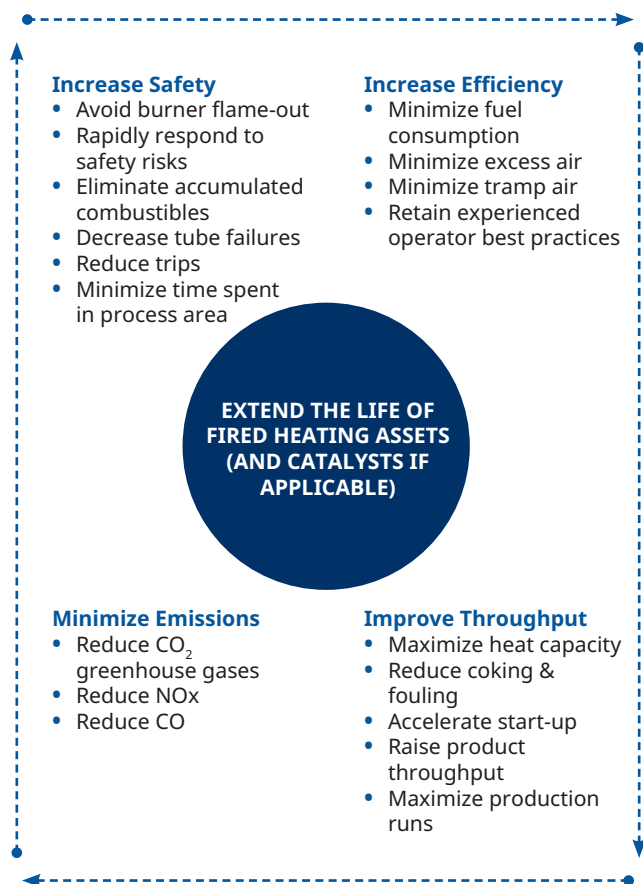 Increase Safety
• Avoid burner flame-out
• Rapidly respond to
safety risks
• Eliminate accumulated
combustibles
• Decrease tube failures
• Reduce trips
• Minimize time spent
in process area
Increase Efficiency
• Minimize fuel
consumption
• Minimize excess air
• Minimize tramp air
• Retain experienced
operator best practices
EXTEND THE LIFE OF
FIRED HEATING ASSETS
(AND CATALYSTS IF
APPLICABLE)
Minimize Emissions
• Reduce CO₂
greenhouse gases
• Reduce NOx
• Reduce CO
Improve Throughput
• Maximize heat capacity
• Reduce coking &
fouling
• Accelerate start-up
• Raise product
throughput
• Maximize production
runs